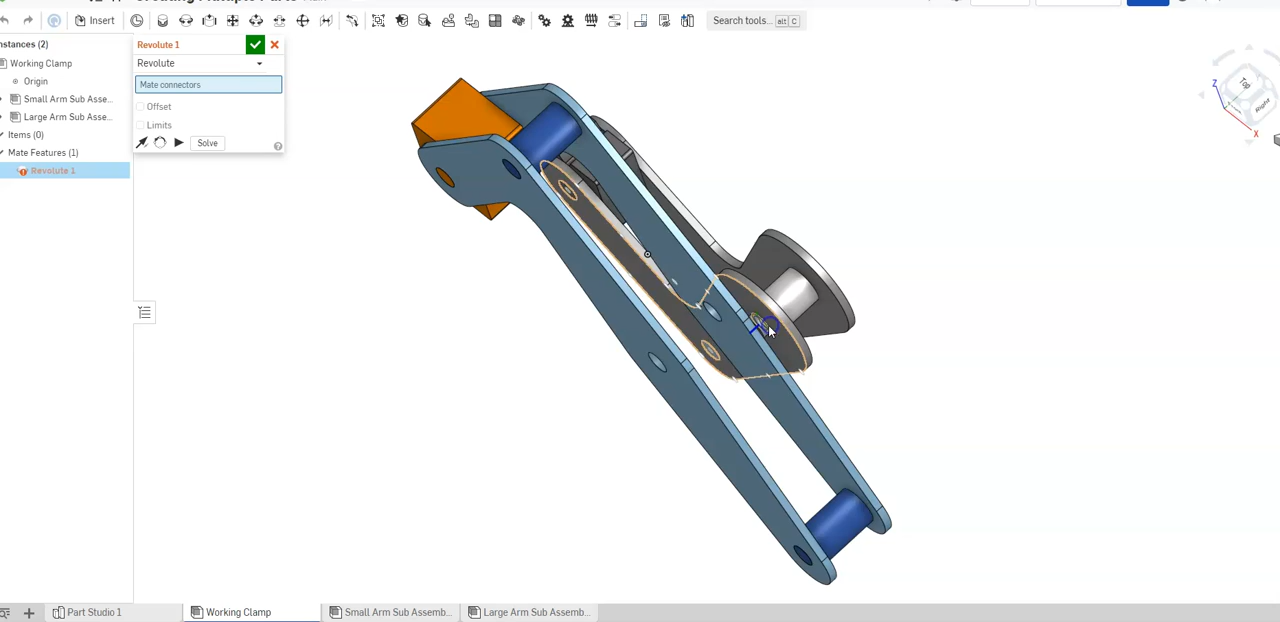 Insert
Search tools... alt C
nstances (2)
Working Clamp
Origin
Small Arm Sub Asse...
Large Arm Sub Asse...
Items (0)
Mate Features (1)
Revolute 1
Revolute 1
Revolute
Mate connectors
Offset
Limits
Solve
Z
Top
Right
X
Part Studio 1
Working Clamp
Small Arm Sub Assemb...
Large Arm Sub Assemb...